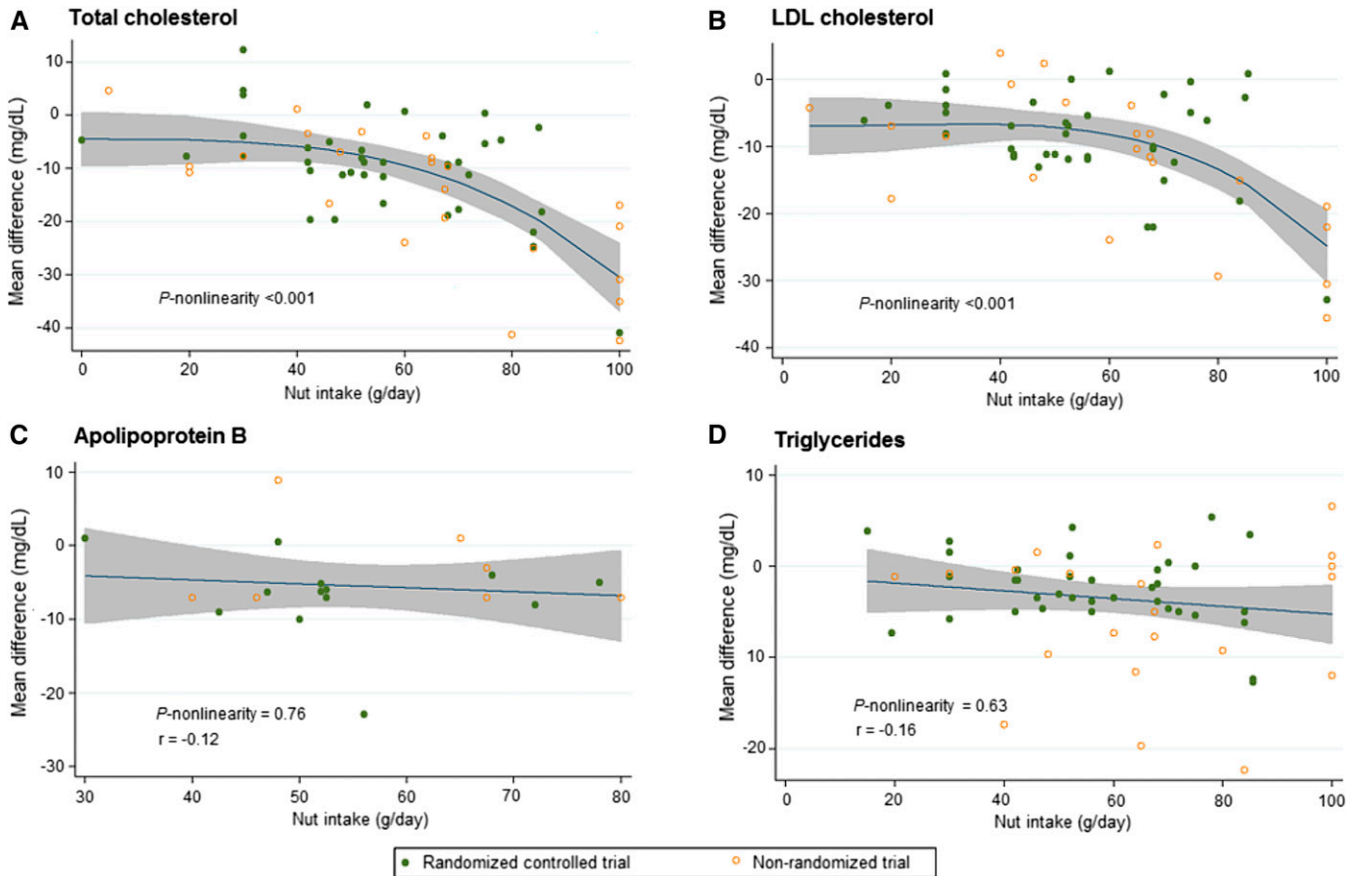 A Total cholesterol
Mean difference (mg/dL)
10
0
-10
-20
-30
-40
P-nonlinearity <0.001
0 20 40 60 80 100
Nut intake (g/day)
B LDL cholesterol
Mean difference (mg/dL)
0
-10
-20
-30
-40
P-nonlinearity <0.001
0 20 40 60 80 100
Nut intake (g/day)
C Apolipoprotein B
Mean difference (mg/dL)
10
0
-10
-20
-30
P-nonlinearity = 0.76
r = -0.12
30 40 50 60 70 80
Nut intake (g/day)
D Triglycerides
Mean difference (mg/dL)
10
0
10
-20
P-nonlinearity = 0.63
r = -0.16
0 20 40 60 80 100
Nut intake (g/day)
Randomized controlled trial Non-randomized trial